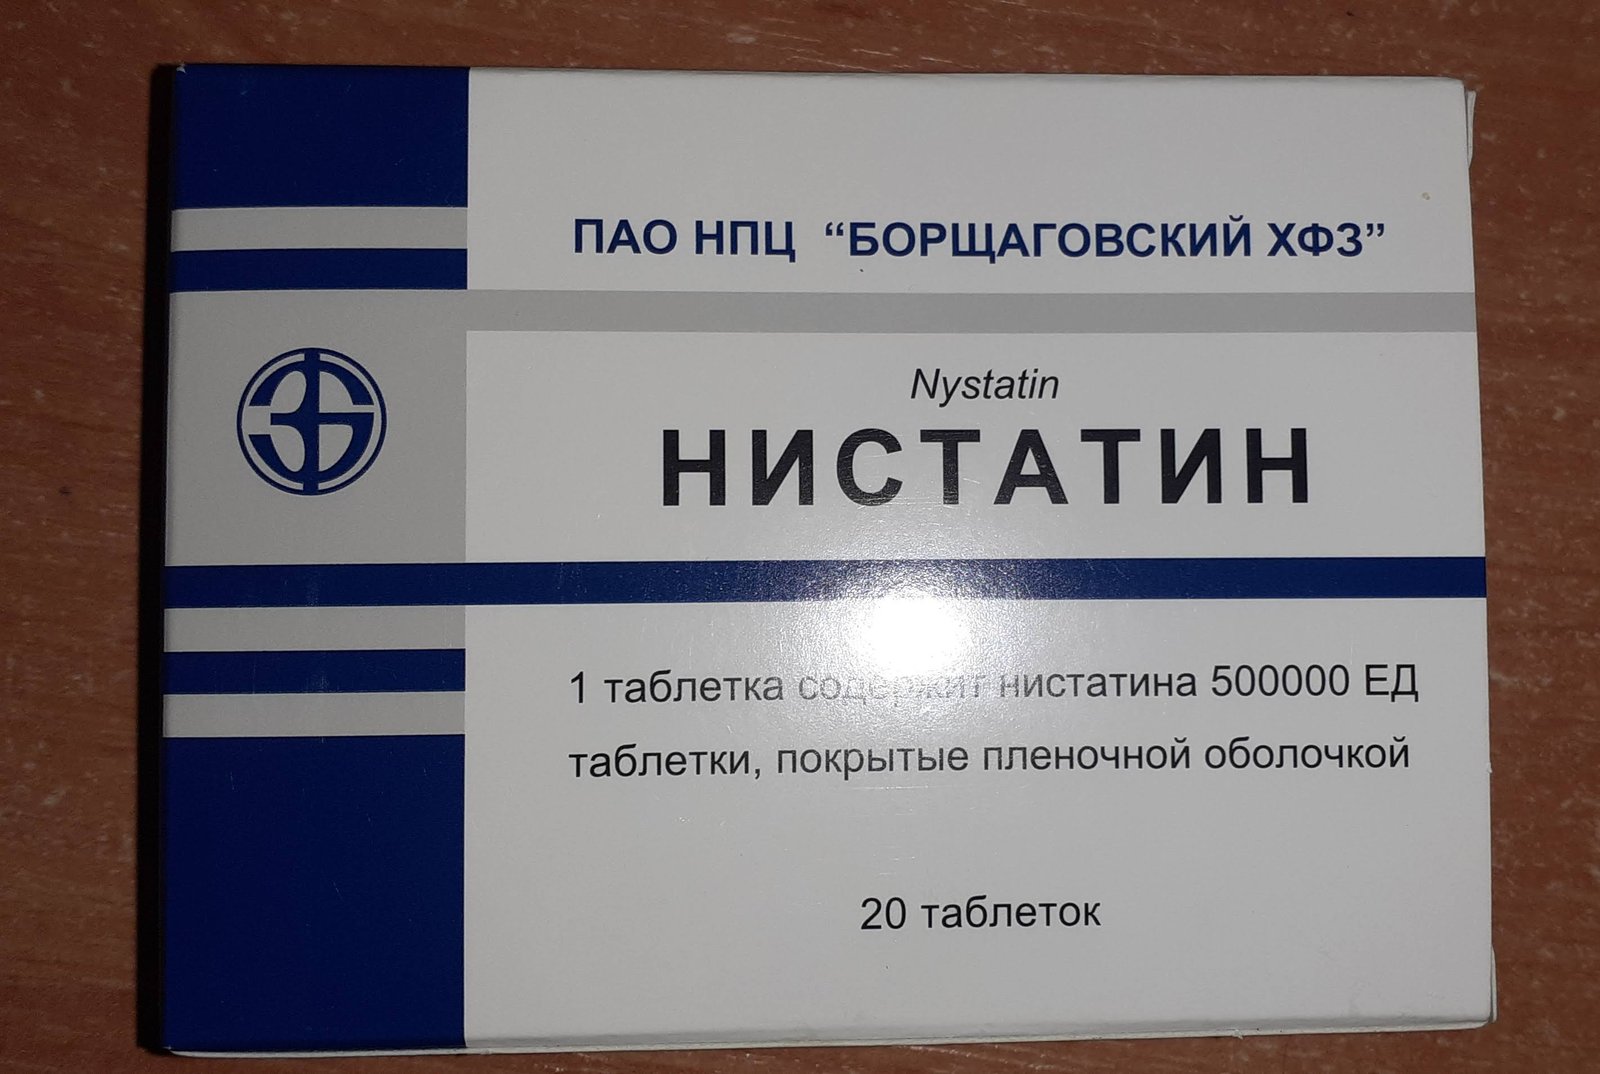 ПАО НПЦ “БОРЩАГОВСКИЙ ХФЗ”
Nystatin
НИСТАТИН
1 таблетка содержит нистатина 500000 ЕД
таблетки, покрытые пленочной оболочкой
20 таблеток